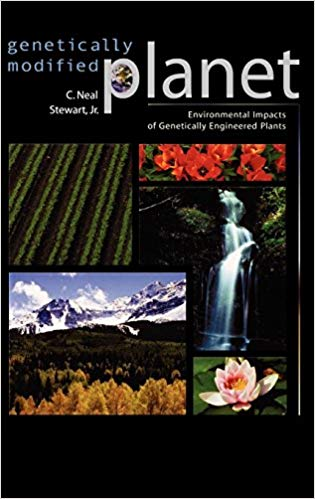 genetically
modified
planet
C. Neal
Stewart, Jr.
Environmental Impacts
of Genetically Engineered Plants